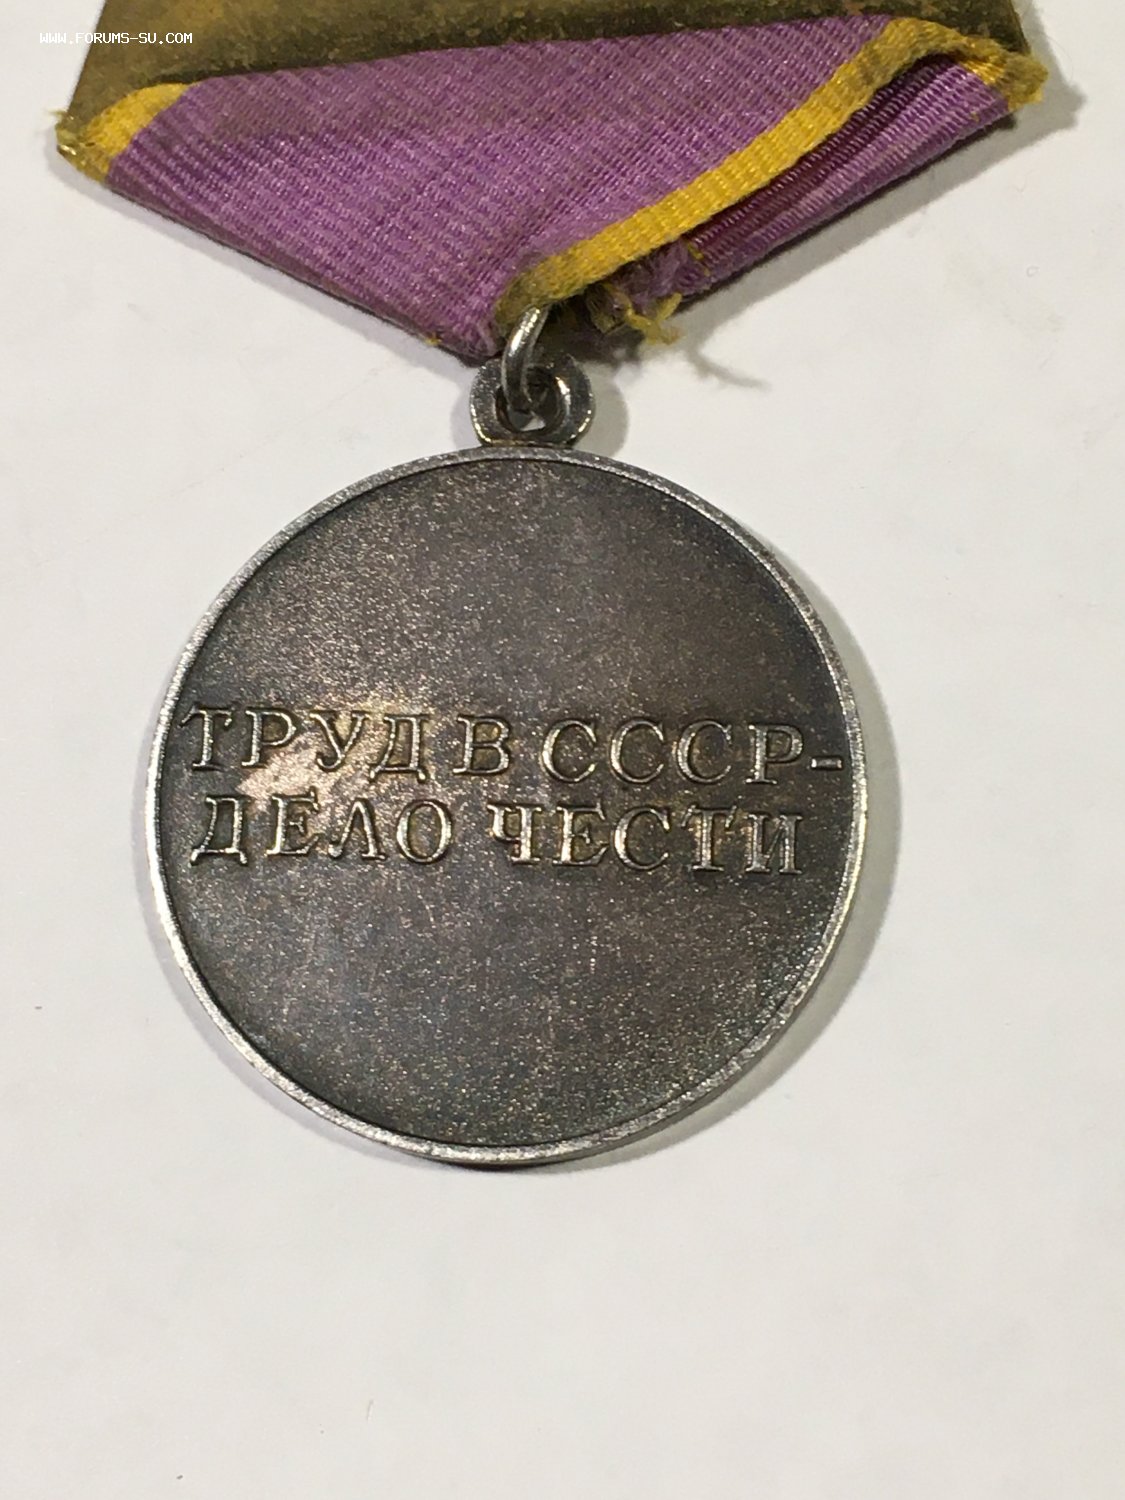 WWW.FORUMS-SU.COM
ТРУД В СССР-
ДЕЛО ЧЕСТИ